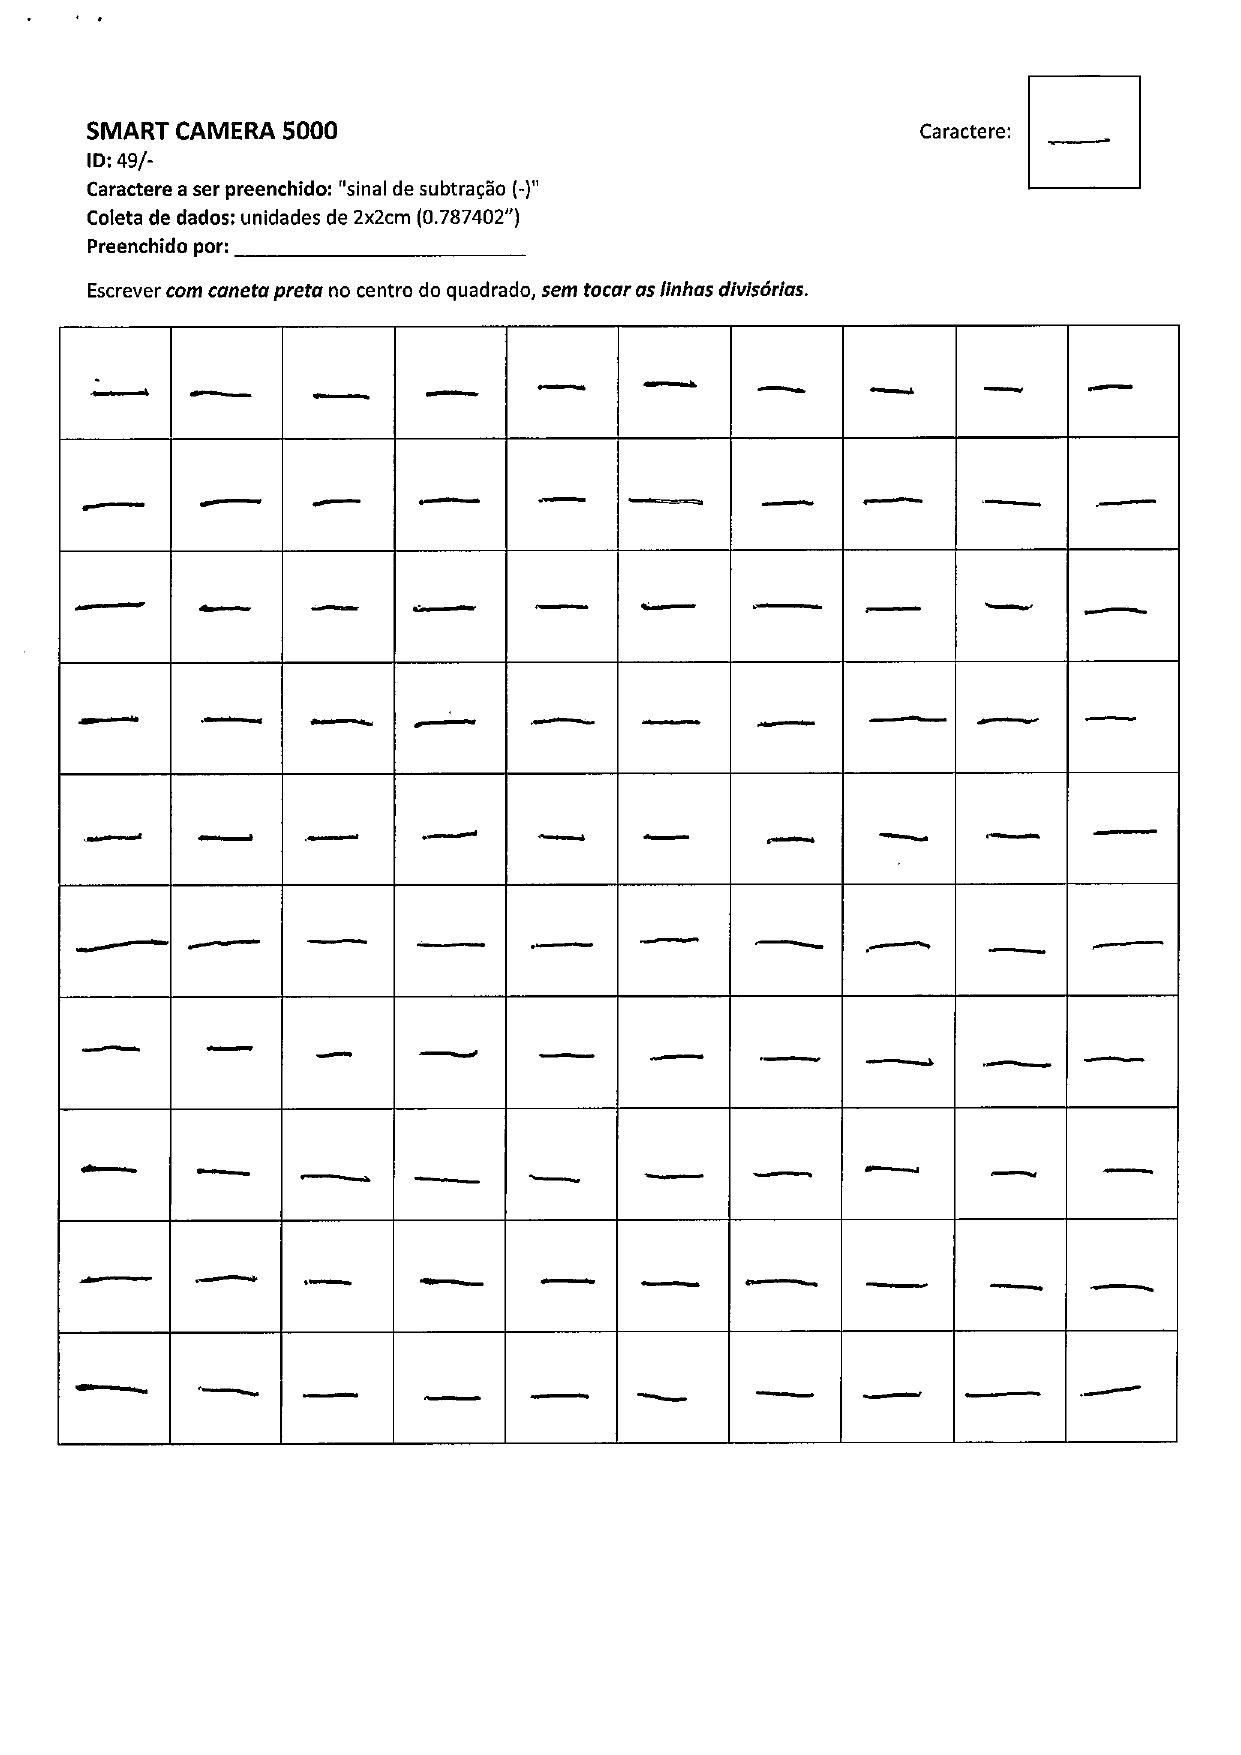 SMART CAMERA 5000
ID: 49/-
Caractere a ser preenchido: "sinal de subtração (-)"
Coleta de dados: unidades de 2x2cm (0.787402”)
Preenchido por: __________________________
Caractere: -
Escrever com caneta preta no centro do quadrado, sem tocar as linhas divisórias.
- - - - - - - - - -
- - - - - - - - - -
- - - - - - - - - -
- - - - - - - - - -
- - - - - - - - - -
- - - - - - - - - -
- - - - - - - - - -
- - - - - - - - - -
- - - - - - - - - -
- - - - - - - - - -